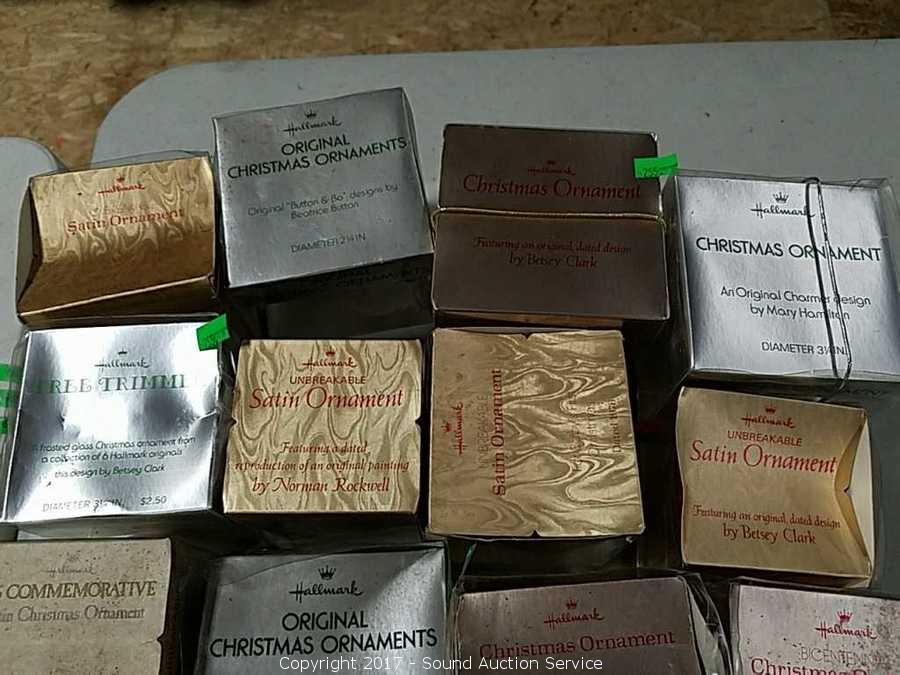 Hallmark
Satin Ornament
Hallmark
ORIGINAL
CHRISTMAS ORNAMENTS
Original "Button & Bo" designs by
Beatrice Button
DIAMETER 2¼ IN.
Hallmark
Christmas Ornament
Featuring an original, dated design
by Betsey Clark
Hallmark
CHRISTMAS ORNAMENT
An Original Charmer design
by Mary Hamilton
DIAMETER 3¼ IN.
Hallmark
TREE TRIMM
A frosted glass Christmas ornament from
a collection of 6 Hallmark originals
this design by Betsey Clark
DIAMETER 3¼ IN. $2.50
Hallmark
UNBREAKABLE
Satin Ornament
Featuring a dated
reproduction of an original painting
by Norman Rockwell
Hallmark
UNBREAKABLE
Satin Ornament
Hallmark
UNBREAKABLE
Satin Ornament
Featuring an original, dated design
by Betsey Clark
Hallmark
COMMEMORATIVE
Christmas Ornament
Hallmark
ORIGINAL
CHRISTMAS ORNAMENTS
Hallmark
Christmas Ornament
Hallmark
BICENTENN
Christmas
Copyright 2017 - Sound Auction Service